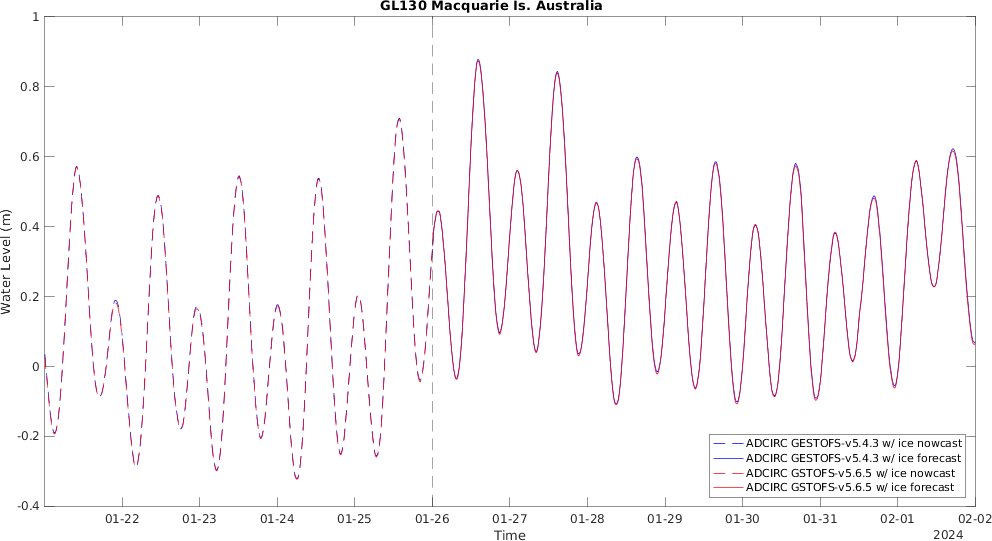 GL130 Macquarie Is. Australia
Water Level (m)
1
0.8
0.6
0.4
0.2
0
-0.2
-0.4
ADCIRC GESTOFS-v5.4.3 w/ ice nowcast
ADCIRC GESTOFS-v5.4.3 w/ ice forecast
ADCIRC GSTOFS-v5.6.5 w/ ice nowcast
ADCIRC GSTOFS-v5.6.5 w/ ice forecast
01-22 01-23 01-24 01-25 01-26 01-27 01-28 01-29 01-30 01-31 02-01 02-02
Time
2024